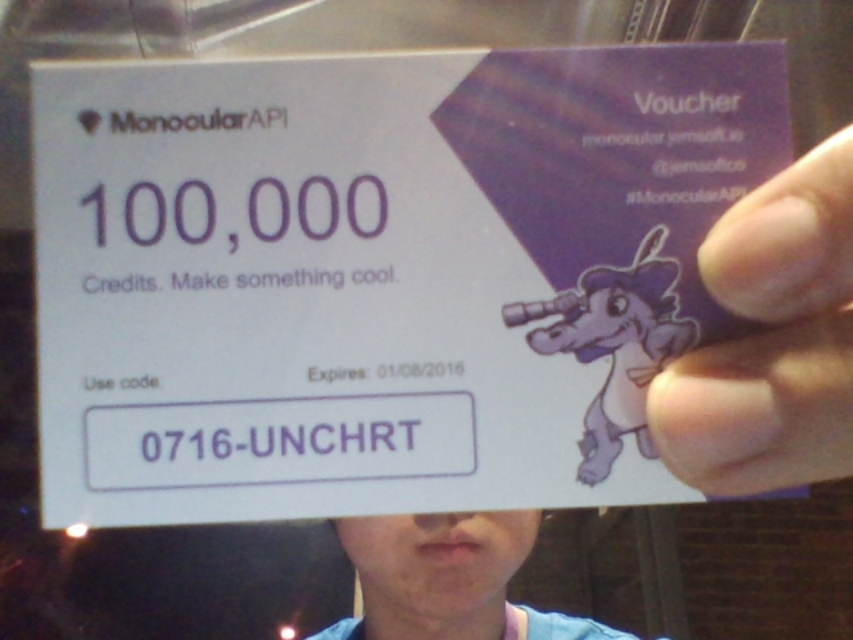 MonocularAPI
100,000
Credits. Make something cool.
Use code:
Expires: 01/08/2016
0716-UNCHRT
Voucher
monocular.yemsoft.io
@jemsoftco
#MonocularAPI